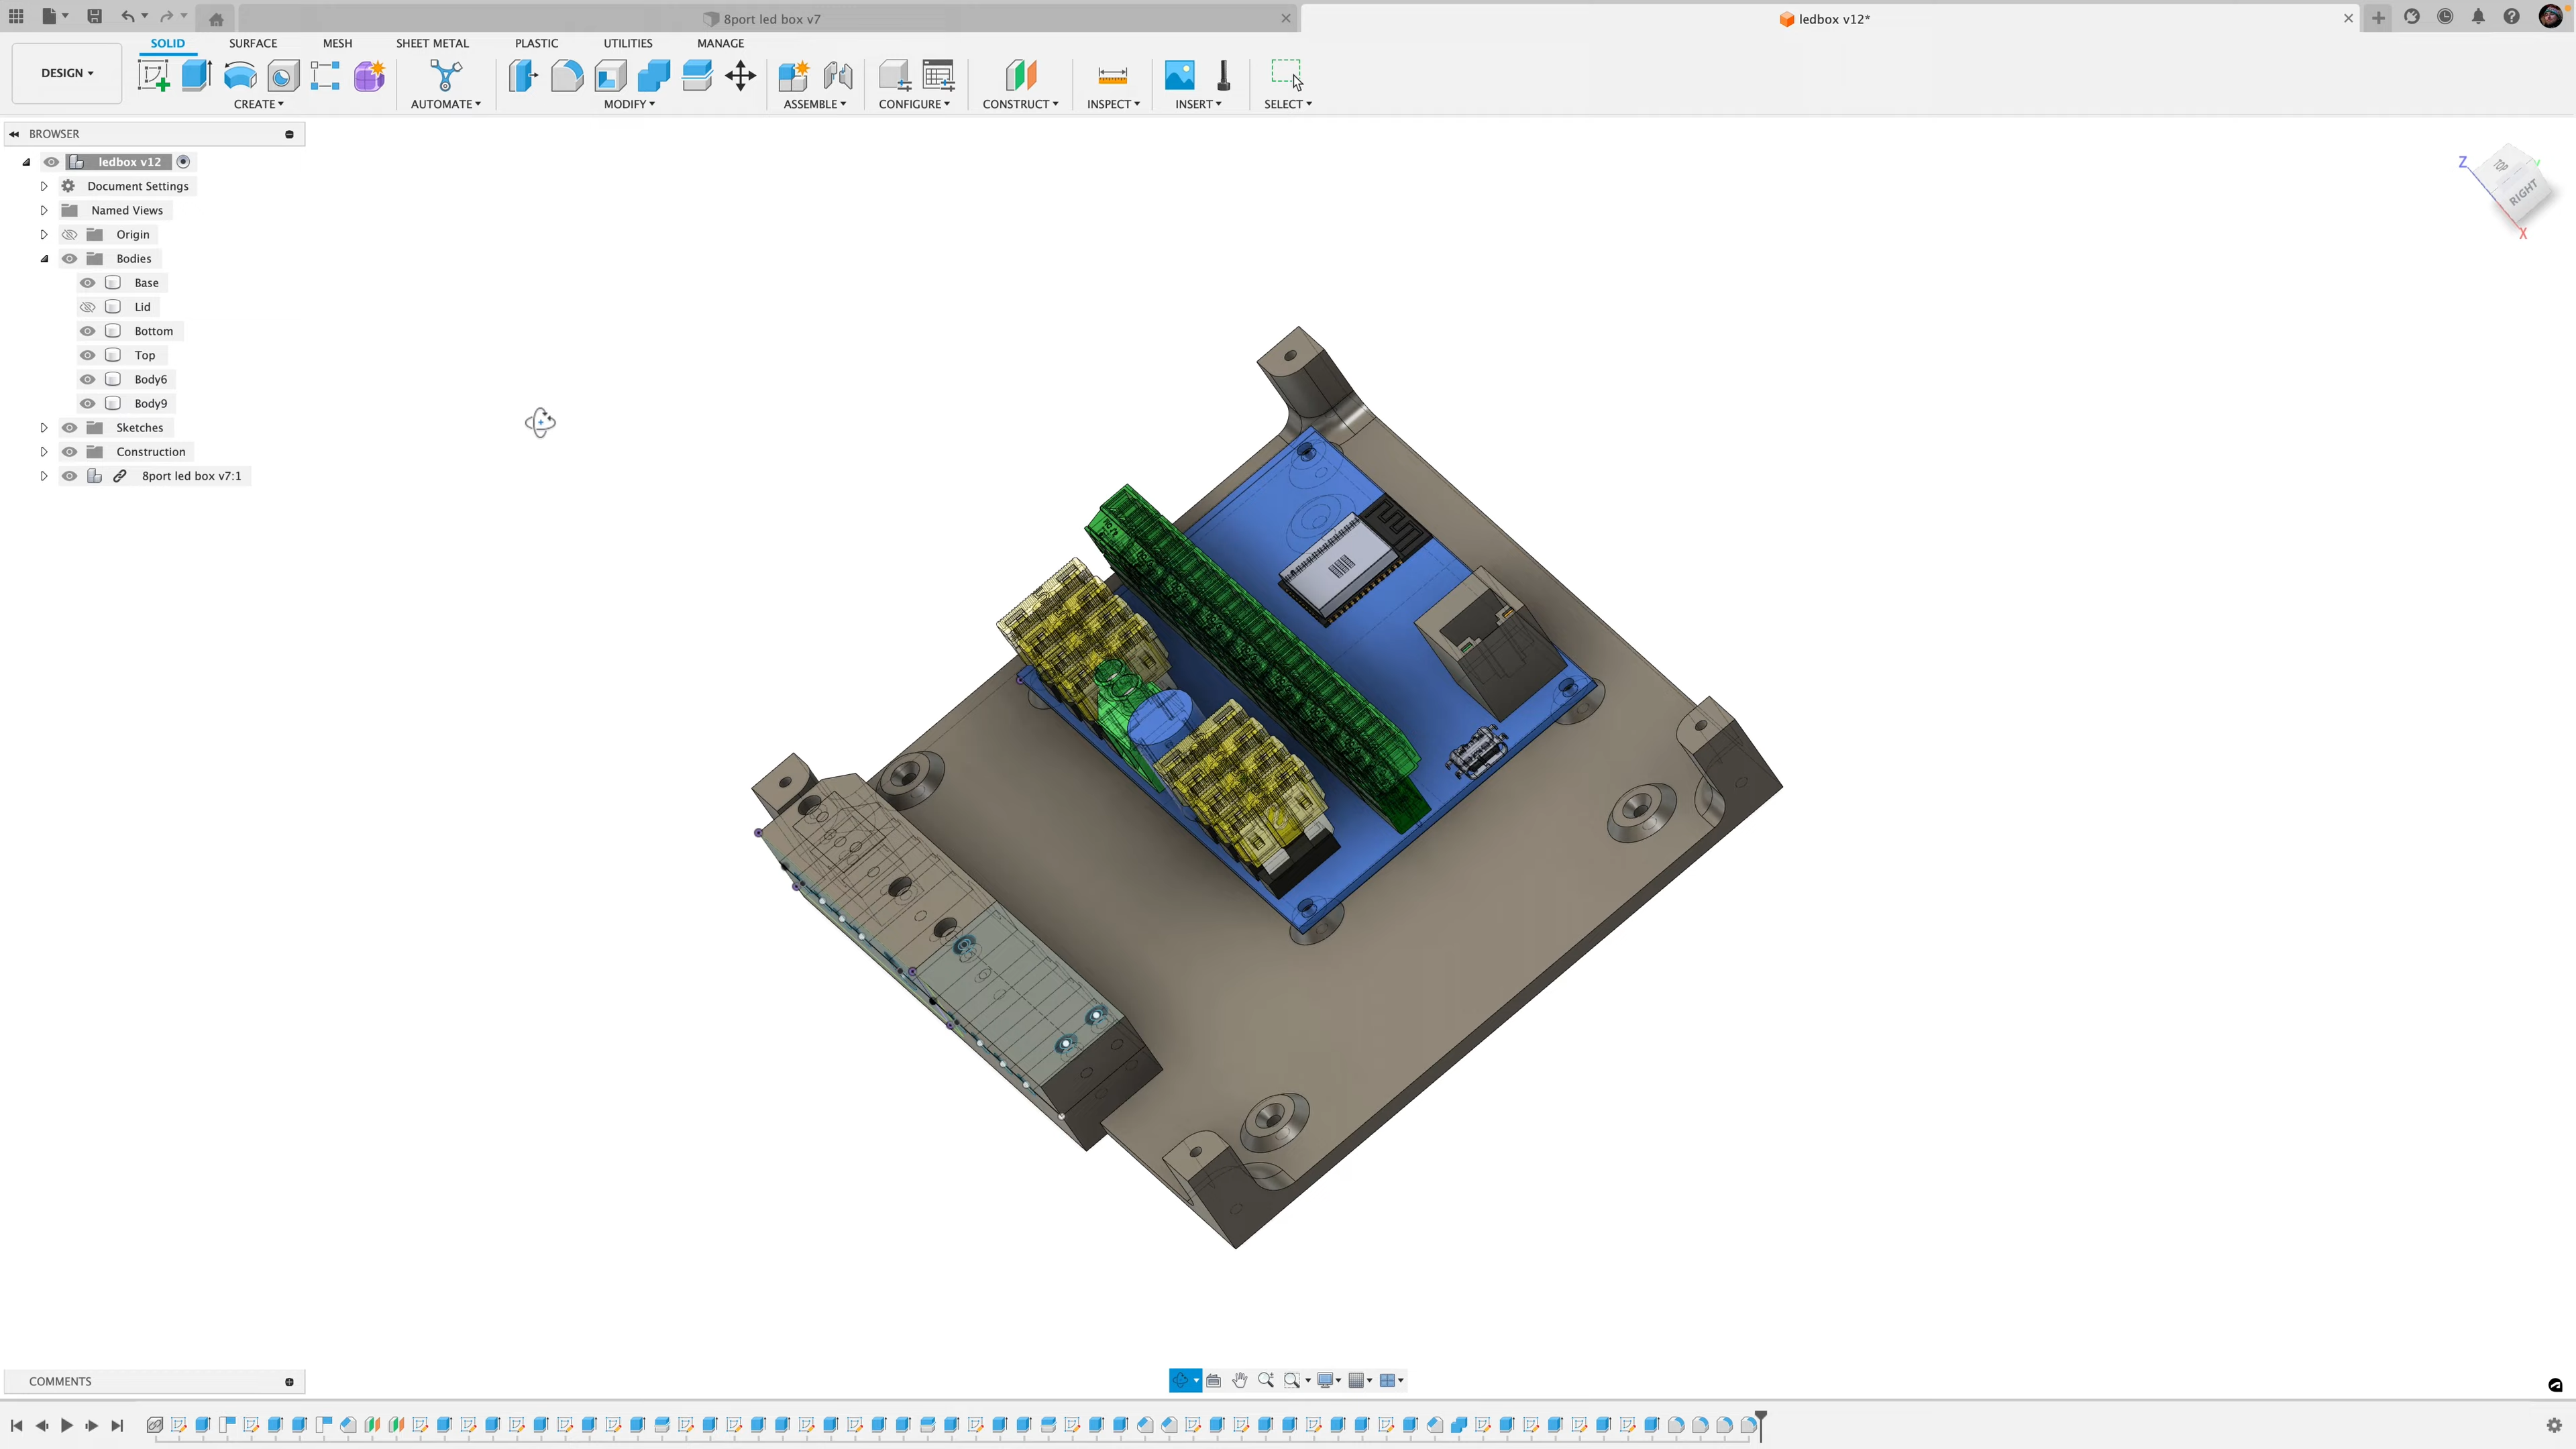 8port led box v7
ledbox v12*
SOLID SURFACE MESH SHEET METAL PLASTIC UTILITIES MANAGE
DESIGN
CREATE AUTOMATE MODIFY ASSEMBLE CONFIGURE CONSTRUCT INSPECT INSERT SELECT
BROWSER
ledbox v12
Document Settings
Named Views
Origin
Bodies
Base
Lid
Bottom
Top
Body6
Body9
Sketches
Construction
8port led box v7:1
Z
TOP
RIGHT
X
COMMENTS